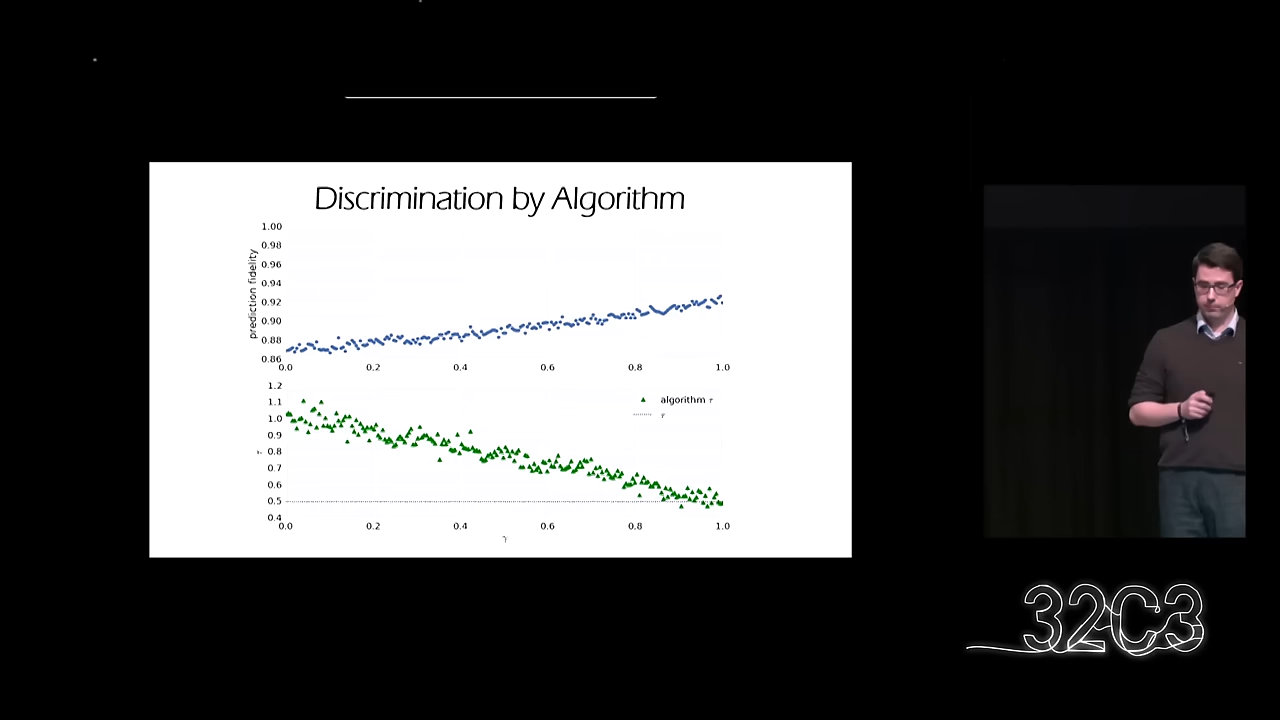 Discrimination by Algorithm
1.00
0.98
0.96
0.94
0.92
0.90
0.88
0.86
prediction fidelity
0.0 0.2 0.4 0.6 0.8 1.0
1.2
1.1
1.0
0.9
0.8
0.7
0.6
0.5
0.4
τ
algorithm τ
τ
0.0 0.2 0.4 0.6 0.8 1.0
γ
32C3